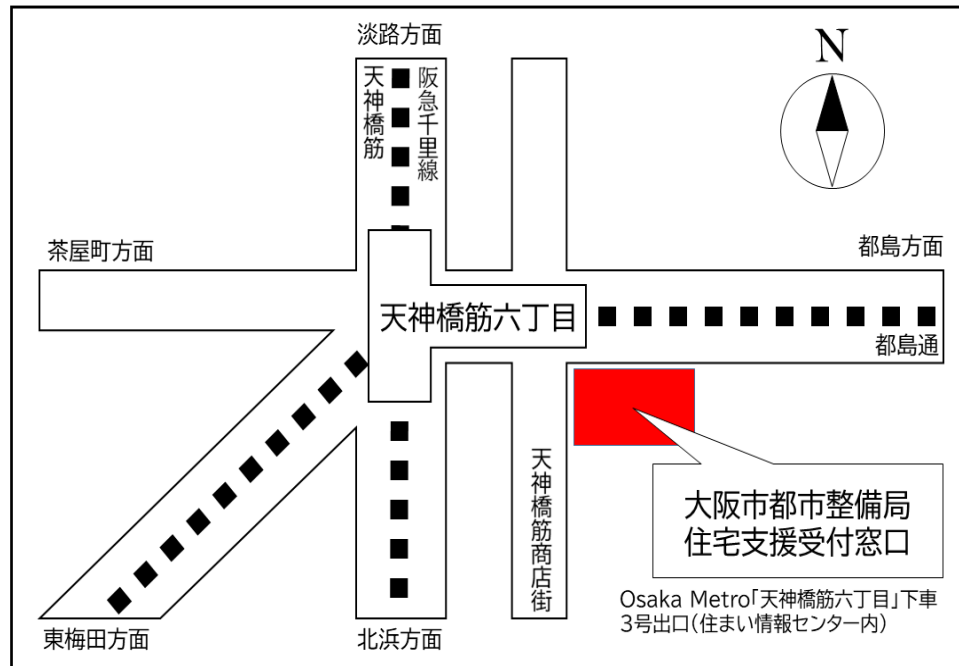 淡路方面
N
天神橋筋
阪急千里線
茶屋町方面
都島方面
天神橋筋六丁目
都島通
天神橋筋商店街
大阪市都市整備局
住宅支援受付窓口
Osaka Metro｢天神橋筋六丁目｣下車
3号出口(住まい情報センター内)
東梅田方面
北浜方面